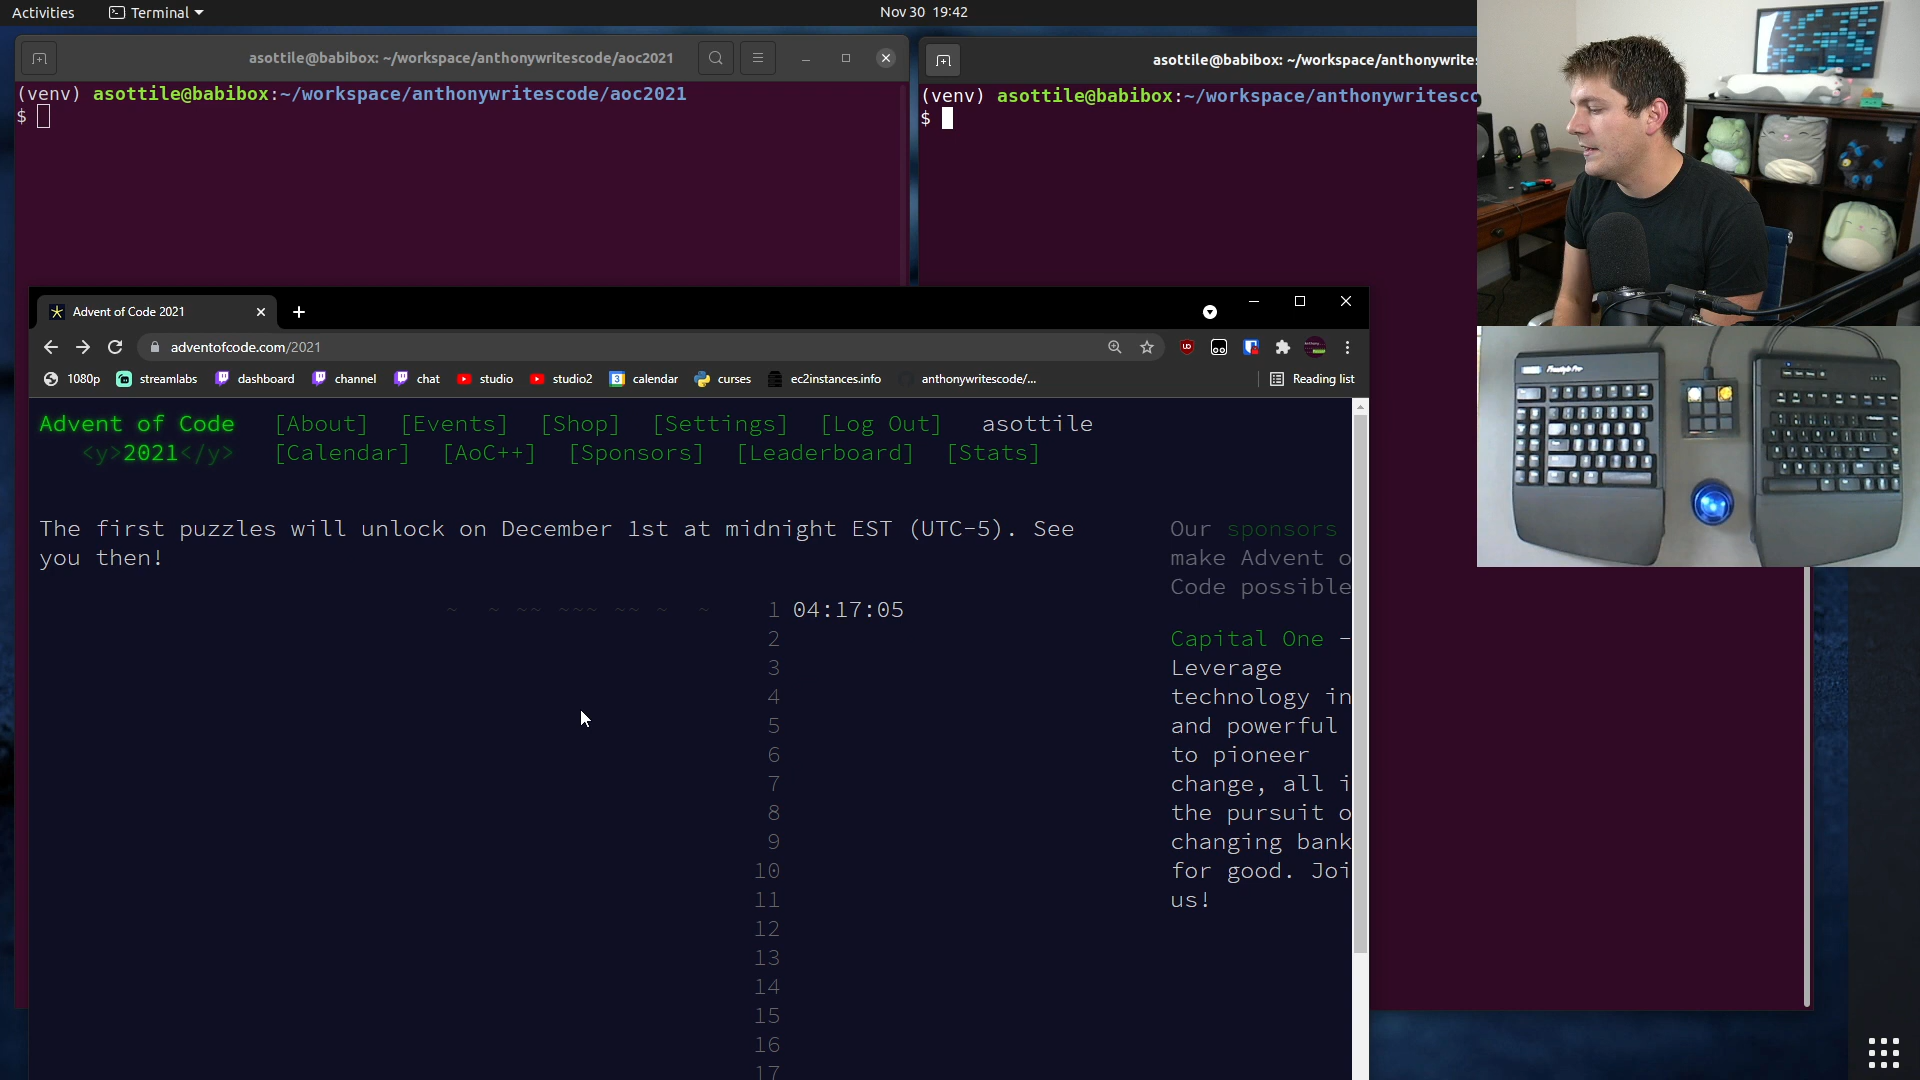 Activities
Terminal
Nov 30 19:42
asottile@babibox: ~/workspace/anthonywritescode/aoc2021
(venv) asottile@babibox:~/workspace/anthonywritescode/aoc2021
$
asottile@babibox: ~/workspace/anthonywrites
(venv) asottile@babibox:~/workspace/anthonywritesco
$
Advent of Code 2021
adventofcode.com/2021
1080p
streamlabs
dashboard
channel
chat
studio
studio2
calendar
curses
ec2instances.info
anthonywritescode/...
Reading list
Advent of Code [About] [Events] [Shop] [Settings] [Log Out] asottile
<y>2021</y> [Calendar] [AoC++] [Sponsors] [Leaderboard] [Stats]
The first puzzles will unlock on December 1st at midnight EST (UTC-5). See
you then!
~ ~ ~~ ~~~ ~~ ~ ~ 1 04:17:05
2
3
4
5
6
7
8
9
10
11
12
13
14
15
16
17
Our sponsors
make Advent o
Code possible
Capital One -
Leverage
technology in
and powerful
to pioneer
change, all i
the pursuit o
changing bank
for good. Joi
us!